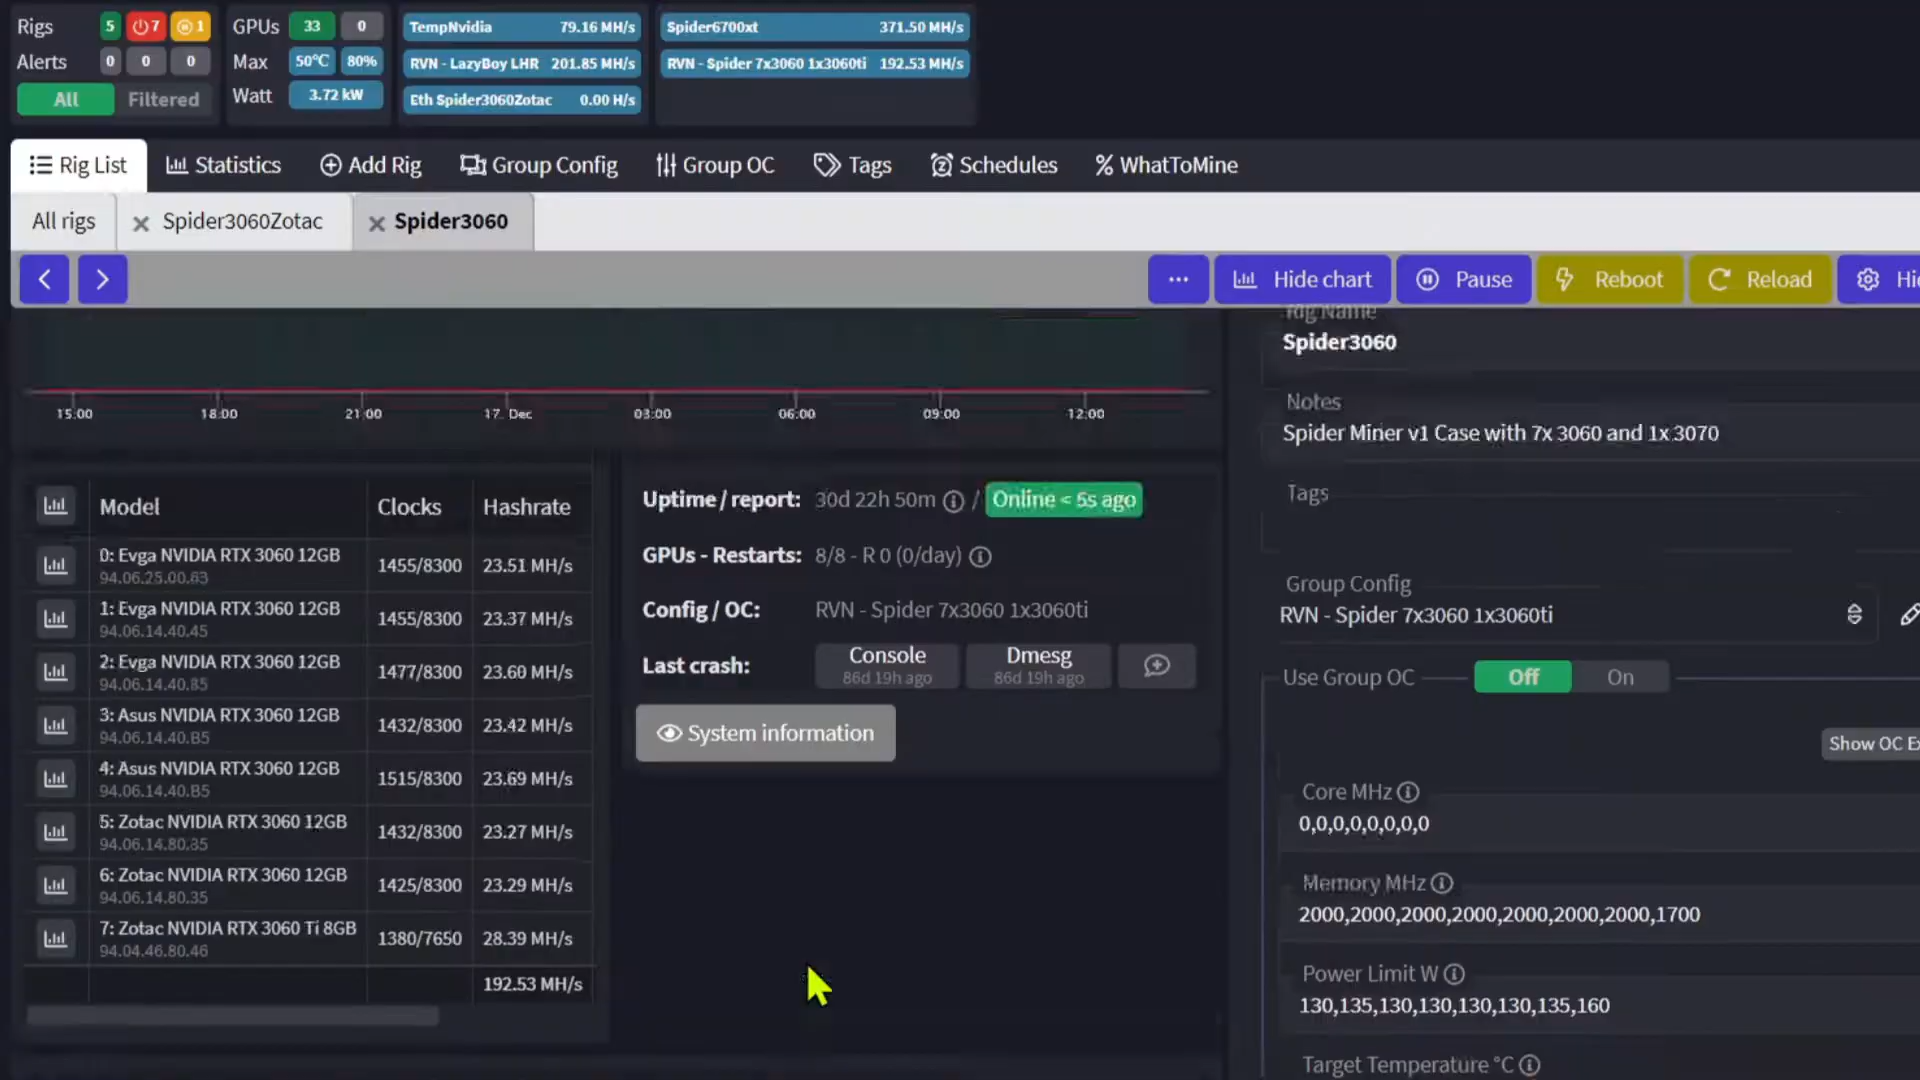 Rigs 5 7 1
Alerts 0 0 0
All Filtered
GPUs 33 0
Max 50°C 80%
Watt 3.72 kW
TempNvidia 79.16 MH/s
RVN - LazyBoy LHR 201.85 MH/s
Eth Spider3060Zotac 0.00 H/s
Spider6700xt 371.50 MH/s
RVN - Spider 7x3060 1x3060ti 192.53 MH/s
Rig List Statistics Add Rig Group Config Group OC Tags Schedules WhatToMine
All rigs Spider3060Zotac Spider3060
... Hide chart Pause Reboot Reload Hi
15:00 18:00 21:00 17. Dec 03:00 06:00 09:00 12:00
Model Clocks Hashrate
0: Evga NVIDIA RTX 3060 12GB 1455/8300 23.51 MH/s
94.06.25.00.63
1: Evga NVIDIA RTX 3060 12GB 1455/8300 23.37 MH/s
94.06.14.40.45
2: Evga NVIDIA RTX 3060 12GB 1477/8300 23.60 MH/s
94.06.14.40.85
3: Asus NVIDIA RTX 3060 12GB 1432/8300 23.42 MH/s
94.06.14.40.B5
4: Asus NVIDIA RTX 3060 12GB 1515/8300 23.69 MH/s
94.06.14.40.B5
5: Zotac NVIDIA RTX 3060 12GB 1432/8300 23.27 MH/s
94.06.14.80.35
6: Zotac NVIDIA RTX 3060 12GB 1425/8300 23.29 MH/s
94.06.14.80.35
7: Zotac NVIDIA RTX 3060 Ti 8GB 1380/7650 28.39 MH/s
94.04.46.80.46
192.53 MH/s
Uptime / report: 30d 22h 50m / Online < 5s ago
GPUs - Restarts: 8/8 - R 0 (0/day)
Config / OC: RVN - Spider 7x3060 1x3060ti
Last crash: Console Dmesg
86d 19h ago 86d 19h ago
System information
Rig Name
Spider3060
Notes
Spider Miner v1 Case with 7x 3060 and 1x 3070
Tags
Group Config
RVN - Spider 7x3060 1x3060ti
Use Group OC Off On
Show OC Ex
Core MHz
0,0,0,0,0,0,0,0
Memory MHz
2000,2000,2000,2000,2000,2000,2000,1700
Power Limit W
130,135,130,130,130,130,135,160
Target Temperature °C